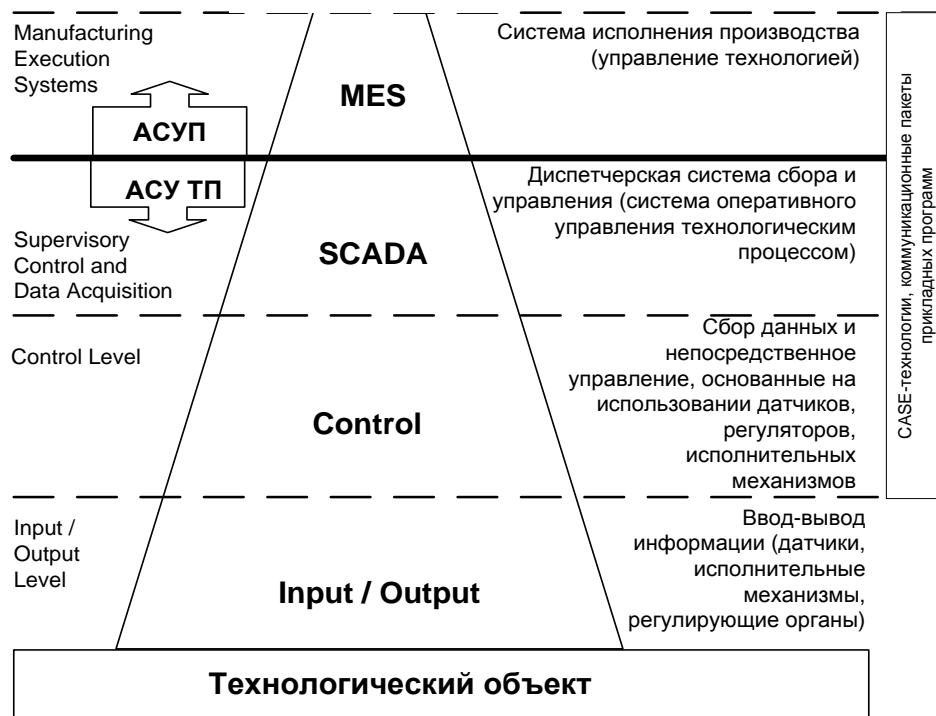 Manufacturing
Execution
Systems
АСУП
MES
Система исполнения производства
(управление технологией)
АСУ ТП
Supervisory
Control and
Data Acquisition
SCADA
Диспетчерская система сбора и
управления (система оперативного
управления технологическим
процессом)
Control Level
Control
Сбор данных и
непосредственное
управление, основанные на
использовании датчиков,
регуляторов,
исполнительных
механизмов
Input /
Output
Level
Input / Output
Ввод-вывод
информации (датчики,
исполнительные
механизмы,
регулирующие органы)
Технологический объект
CASE-технологии, коммуникационные пакеты
прикладных программ